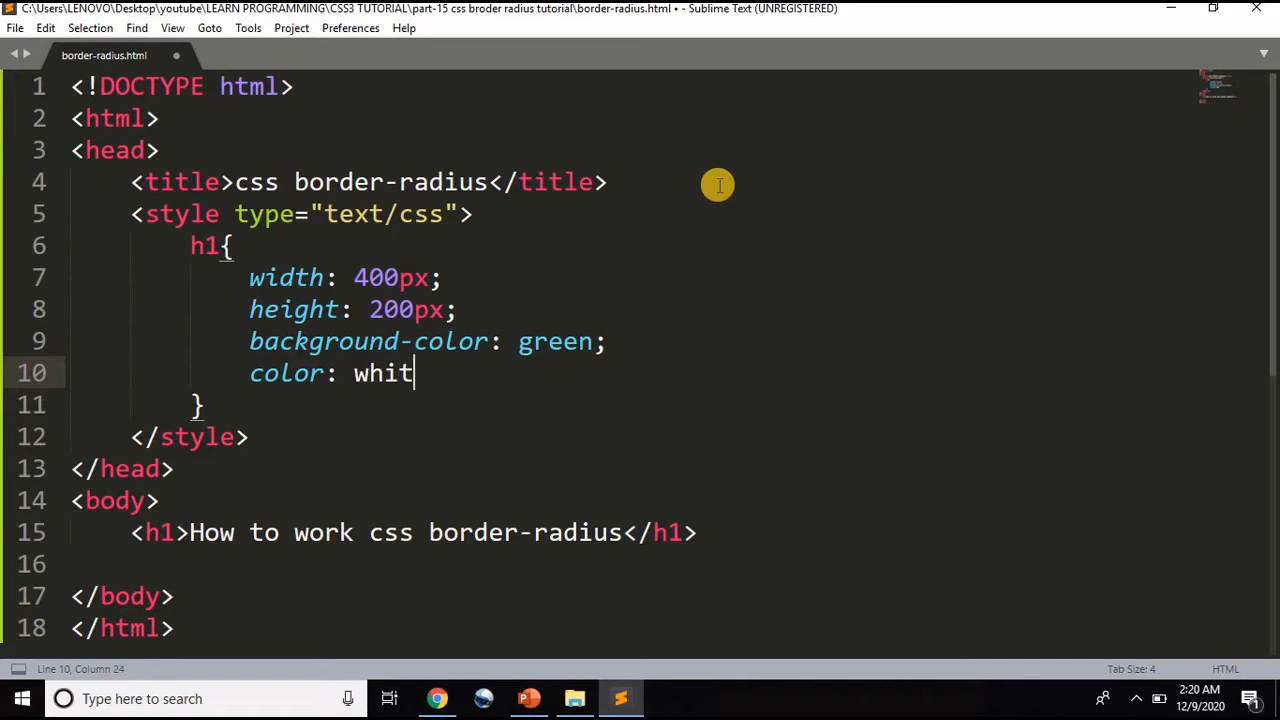 C:\Users\LENOVO\Desktop\youtube\LEARN PROGRAMMING\CSS3 TUTORIAL\part-15 css broder radius tutorial\border-radius.html • - Sublime Text (UNREGISTERED)
File Edit Selection Find View Goto Tools Project Preferences Help
border-radius.html
1 <!DOCTYPE html>
2 <html>
3 <head>
4 <title>css border-radius</title>
5 <style type="text/css">
6 h1{
7 width: 400px;
8 height: 200px;
9 background-color: green;
10 color: whit
11 }
12 </style>
13 </head>
14 <body>
15 <h1>How to work css border-radius</h1>
16
17 </body>
18 </html>
Line 10, Column 24 Tab Size: 4 HTML
Type here to search 2:20 AM
12/9/2020 1